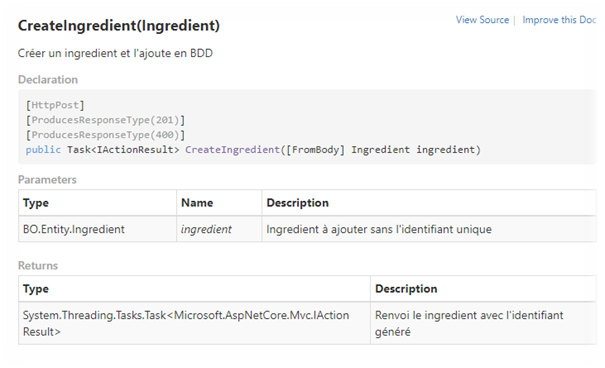 CreateIngredient(Ingredient)
View Source | Improve this Doc
Créer un ingredient et l'ajoute en BDD
Declaration
[HttpPost]
[ProducesResponseType(201)]
[ProducesResponseType(400)]
public Task<IActionResult> CreateIngredient([FromBody] Ingredient ingredient)
Parameters
Type Name Description
BO.Entity.Ingredient ingredient Ingredient à ajouter sans l'identifiant unique
Returns
Type Description
System.Threading.Tasks.Task<Microsoft.AspNetCore.Mvc.IAction Renvoi le ingredient avec l'identifiant
Result> généré